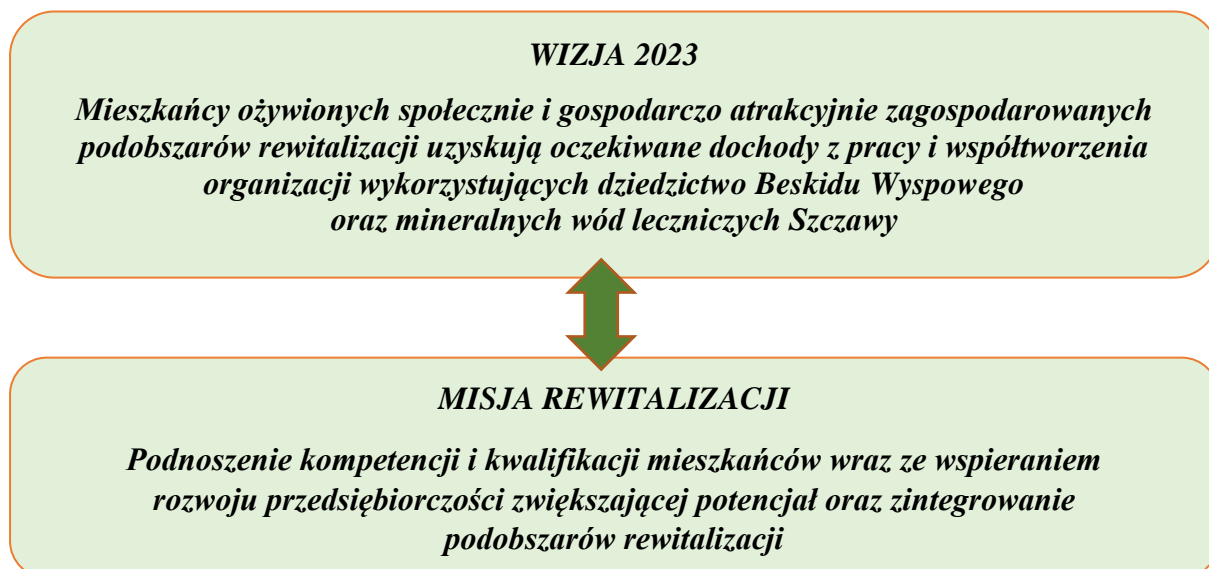 WIZJA 2023
Mieszkańcy ożywionych społecznie i gospodarczo atrakcyjnie zagospodarowanych
podobszarów rewitalizacji uzyskują oczekiwane dochody z pracy i współtworzenia
organizacji wykorzystujących dziedzictwo Beskidu Wyspowego
oraz mineralnych wód leczniczych Szczawy
MISJA REWITALIZACJI
Podnoszenie kompetencji i kwalifikacji mieszkańców wraz ze wspieraniem
rozwoju przedsiębiorczości zwiększającej potencjał oraz zintegrowanie
podobszarów rewitalizacji